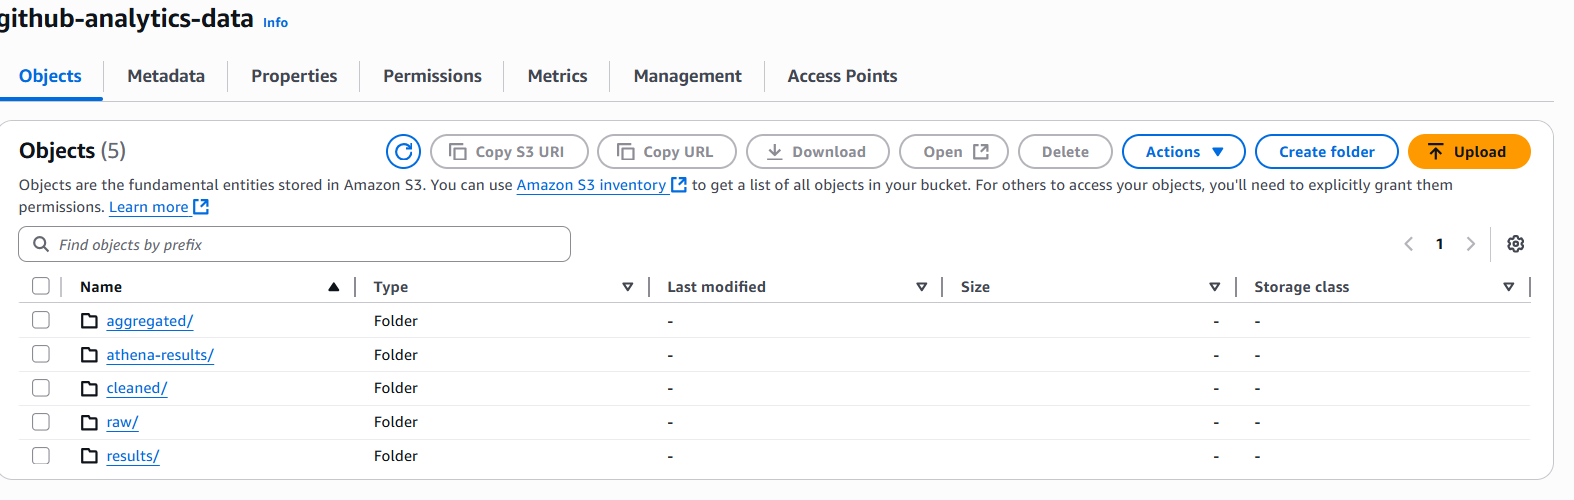 github-analytics-data Info
Objects Metadata Properties Permissions Metrics Management Access Points
Objects (5) Copy S3 URI Copy URL Download Open Delete Actions Create folder Upload
Objects are the fundamental entities stored in Amazon S3. You can use Amazon S3 inventory to get a list of all objects in your bucket. For others to access your objects, you'll need to explicitly grant them
permissions. Learn more
Find objects by prefix 1
Name Type Last modified Size Storage class
aggregated/ Folder - - -
athena-results/ Folder - - -
cleaned/ Folder - - -
raw/ Folder - - -
results/ Folder - - -